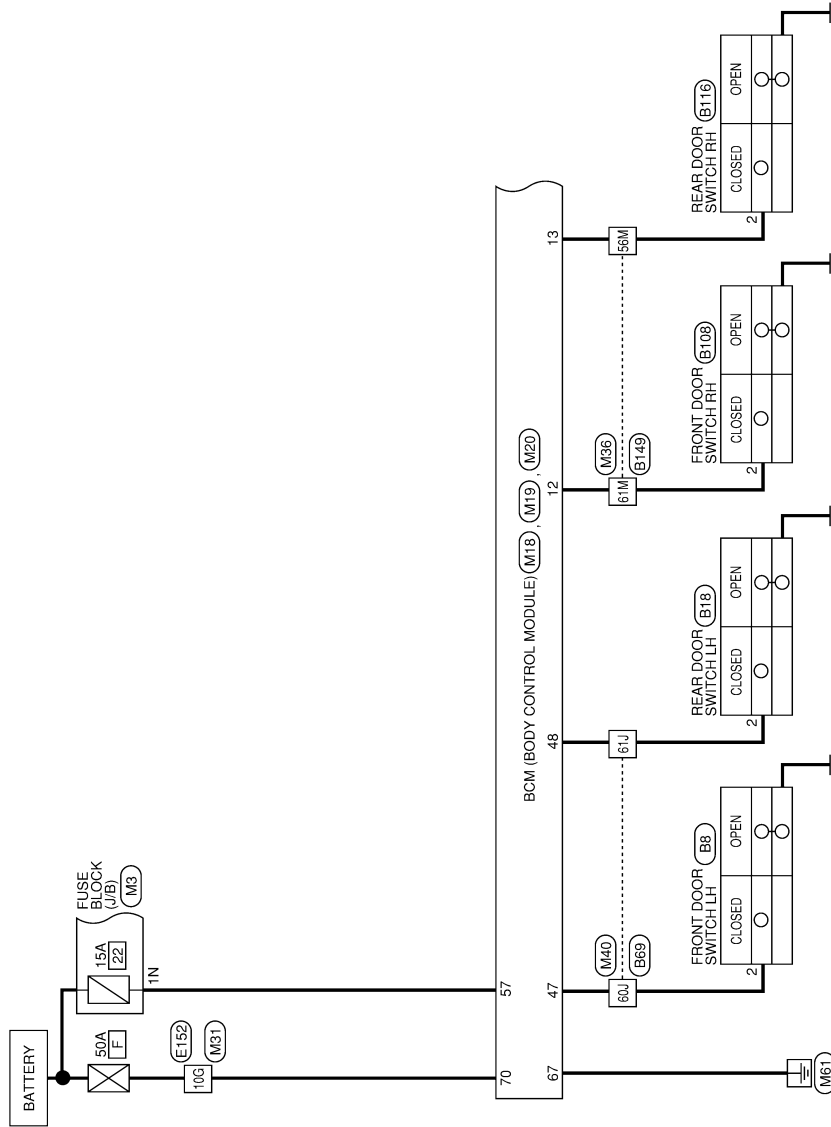 BATTERY
50A
F
FUSE
BLOCK
(J/B)
M3
15A
22
1N
10G
E152
M31
70
57
BCM (BODY CONTROL MODULE) M18 , M19 , M20
67
47
48
12
13
60J
M40
B69
61J
61M
M36
B149
56M
FRONT DOOR
SWITCH LH
B8
CLOSED
OPEN
2
REAR DOOR
SWITCH LH
B18
CLOSED
OPEN
2
FRONT DOOR
SWITCH RH
B108
CLOSED
OPEN
2
REAR DOOR
SWITCH RH
B116
CLOSED
OPEN
2
M61